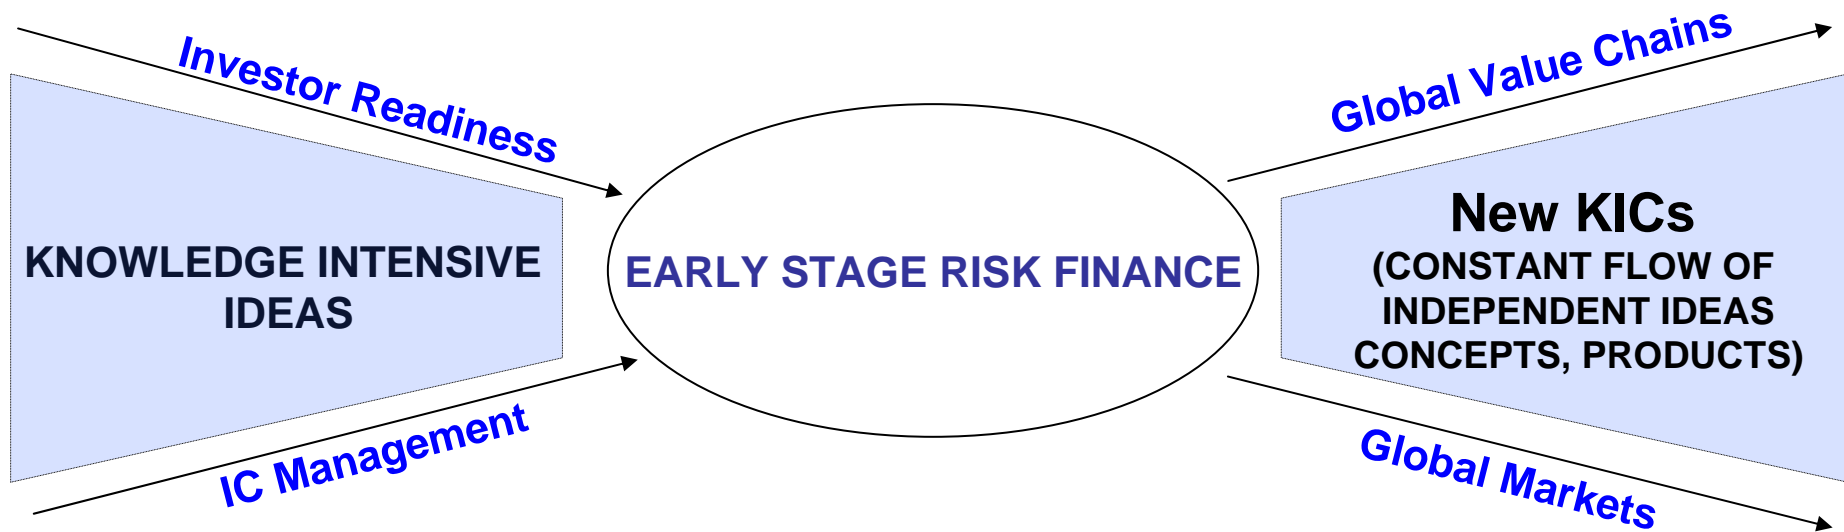 Investor Readiness
KNOWLEDGE INTENSIVE
IDEAS
IC Management
EARLY STAGE RISK FINANCE
Global Value Chains
New KICs
(CONSTANT FLOW OF
INDEPENDENT IDEAS
CONCEPTS, PRODUCTS)
Global Markets